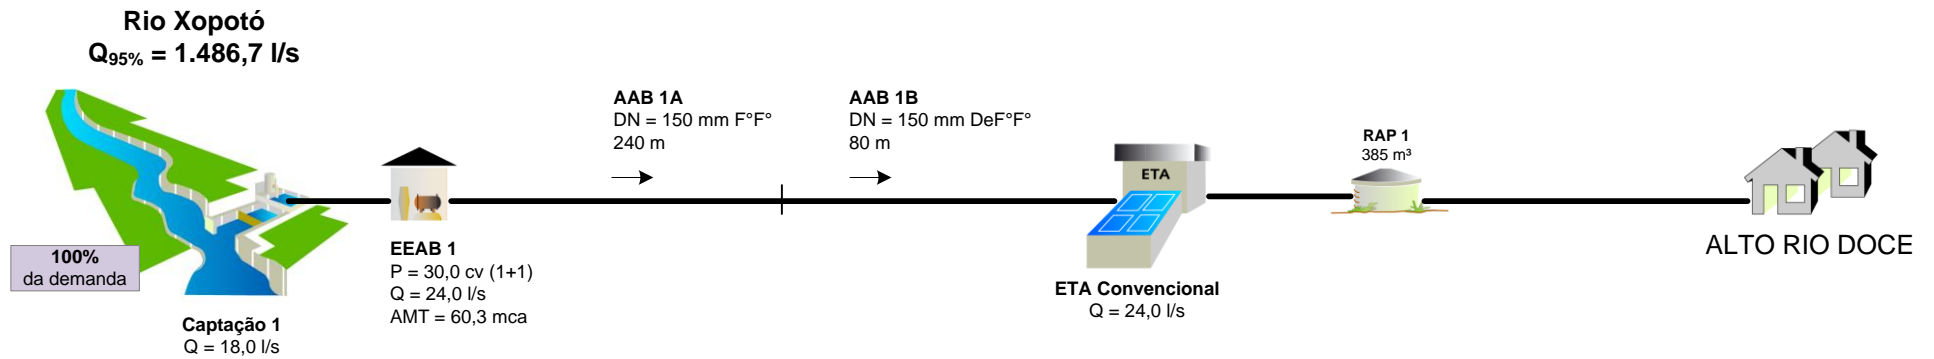 Rio Xopotó
Q95% = 1.486,7 l/s
100%
da demanda
Captação 1
Q = 18,0 l/s
EEAB 1
P = 30,0 cv (1+1)
Q = 24,0 l/s
AMT = 60,3 mca
AAB 1A
DN = 150 mm F°F°
240 m
AAB 1B
DN = 150 mm DeF°F°
80 m
ETA
ETA Convencional
Q = 24,0 l/s
RAP 1
385 m³
ALTO RIO DOCE